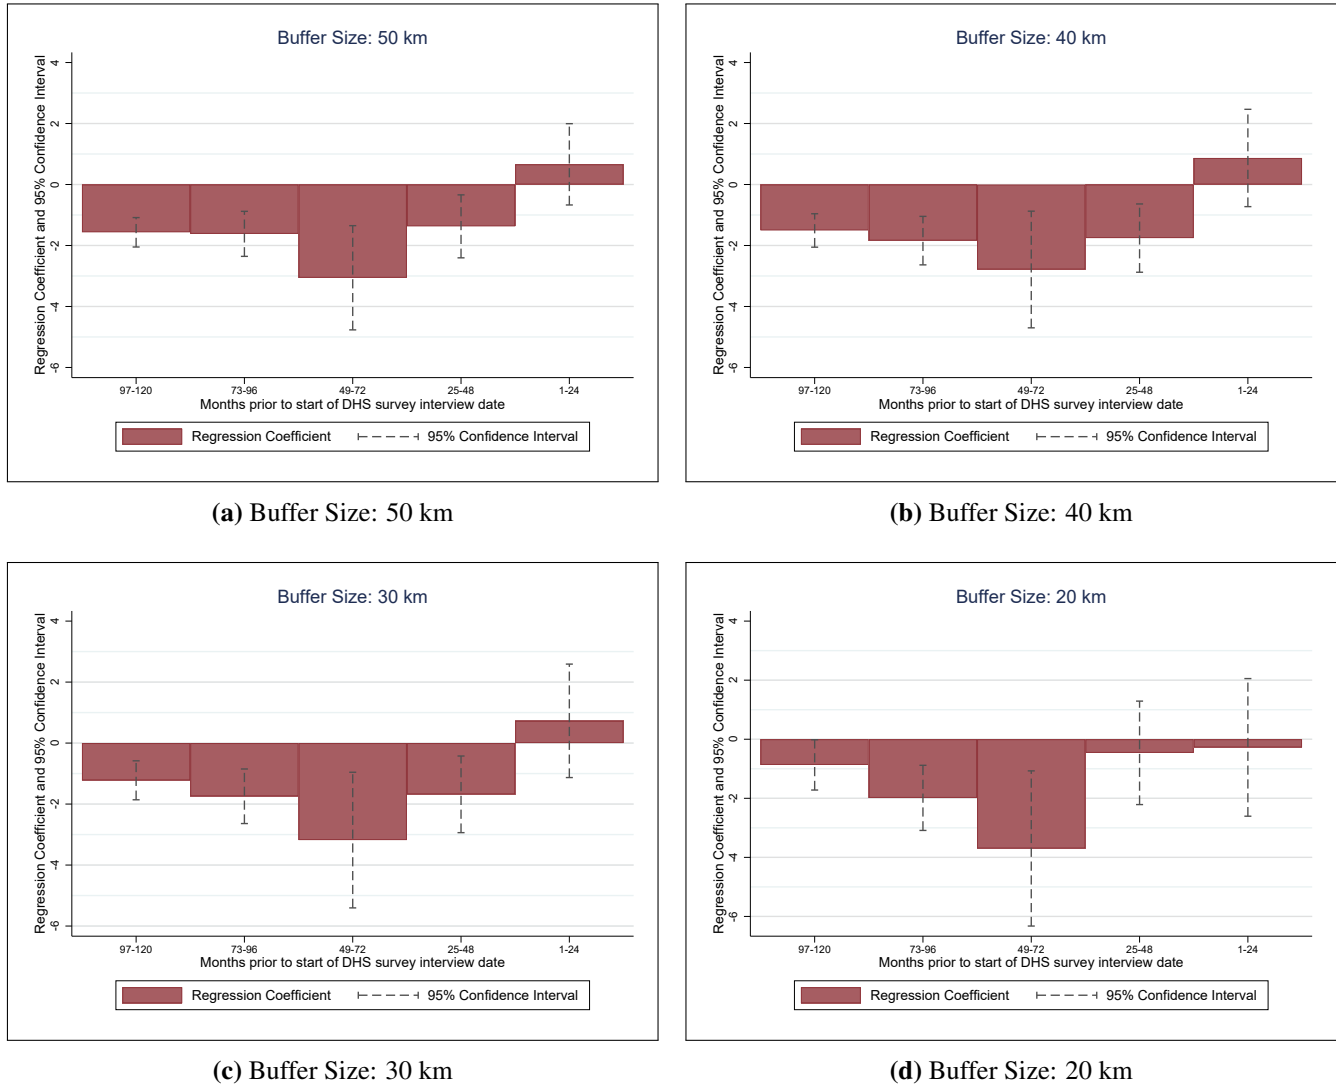 Buffer Size: 50 km
Regression Coefficient and 95% Confidence Interval
4
2
0
-2
-4
-6
97-120 73-96 49-72 25-48 1-24
Months prior to start of DHS survey interview date
Regression Coefficient 95% Confidence Interval
(a) Buffer Size: 50 km
Buffer Size: 40 km
Regression Coefficient and 95% Confidence Interval
4
2
0
-2
-4
-6
97-120 73-96 49-72 25-48 1-24
Months prior to start of DHS survey interview date
Regression Coefficient 95% Confidence Interval
(b) Buffer Size: 40 km
Buffer Size: 30 km
Regression Coefficient and 95% Confidence Interval
4
2
0
-2
-4
-6
97-120 73-96 49-72 25-48 1-24
Months prior to start of DHS survey interview date
Regression Coefficient 95% Confidence Interval
(c) Buffer Size: 30 km
Buffer Size: 20 km
Regression Coefficient and 95% Confidence Interval
4
2
0
-2
-4
-6
97-120 73-96 49-72 25-48 1-24
Months prior to start of DHS survey interview date
Regression Coefficient 95% Confidence Interval
(d) Buffer Size: 20 km